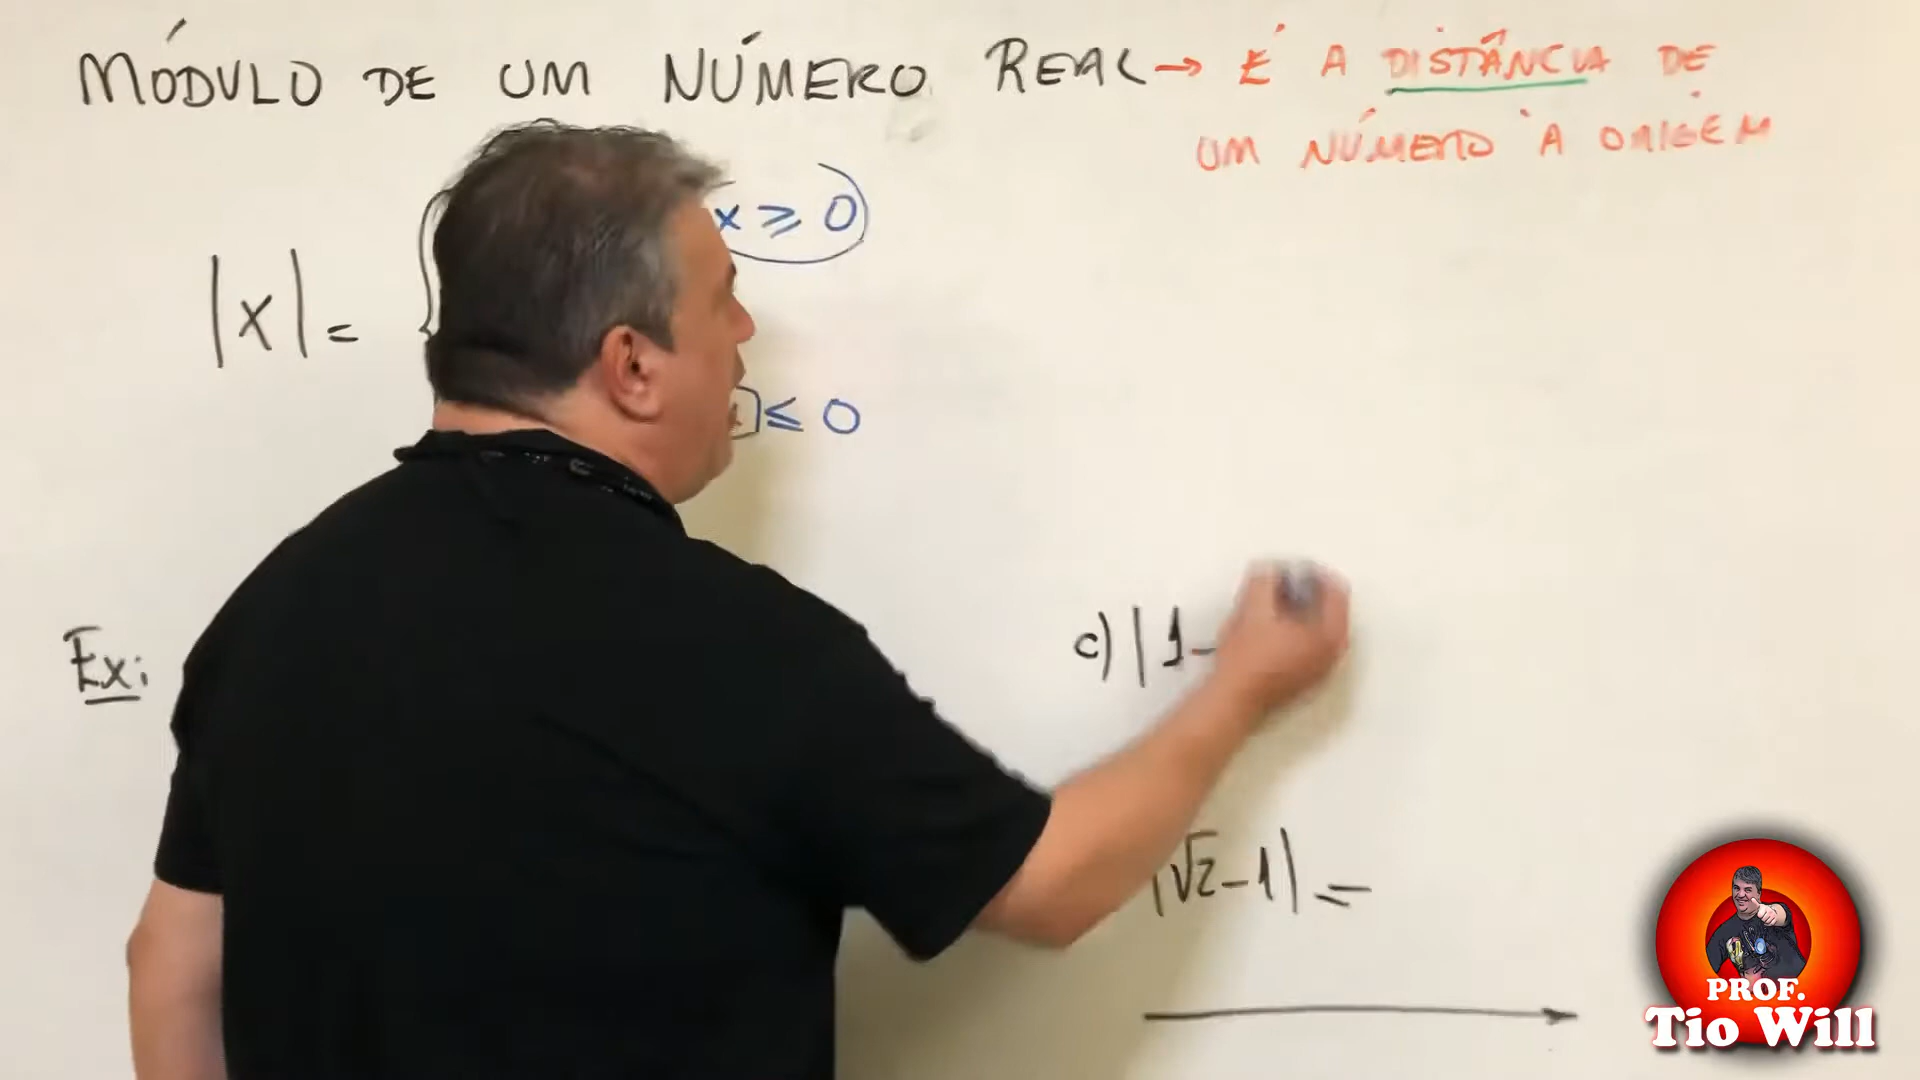 MÓDULO DE UM NÚMERO REAL → É A DISTÂNCIA DE
UM NÚMERO À ORIGEM
x ≥ 0
|x| =
≤ 0
Ex:
c) | 1 -
|√2 - 1| =
PROF.
Tio Will